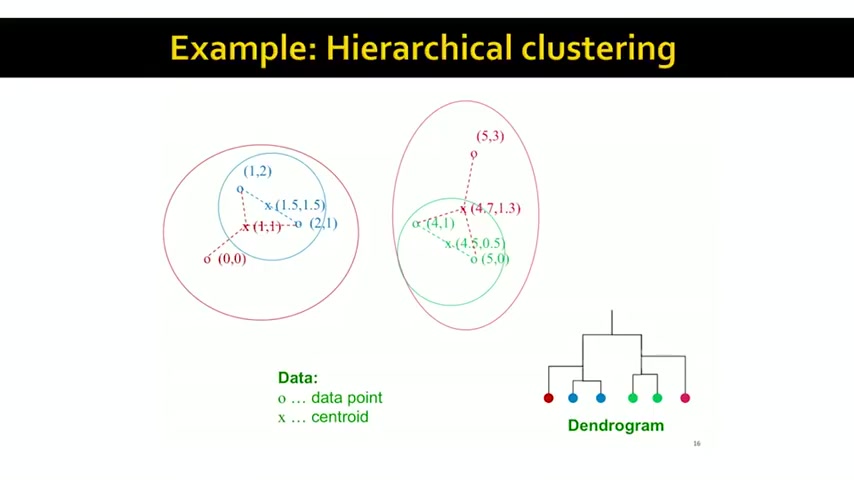 Example: Hierarchical clustering
(5,3)
o
(1,2)
o
x (1.5,1.5)
x (4.7,1.3)
x (1,1)
o (2,1)
o (4,1)
x (4.5,0.5)
o (0,0)
o (5,0)
Data:
o … data point
x … centroid
Dendrogram
16